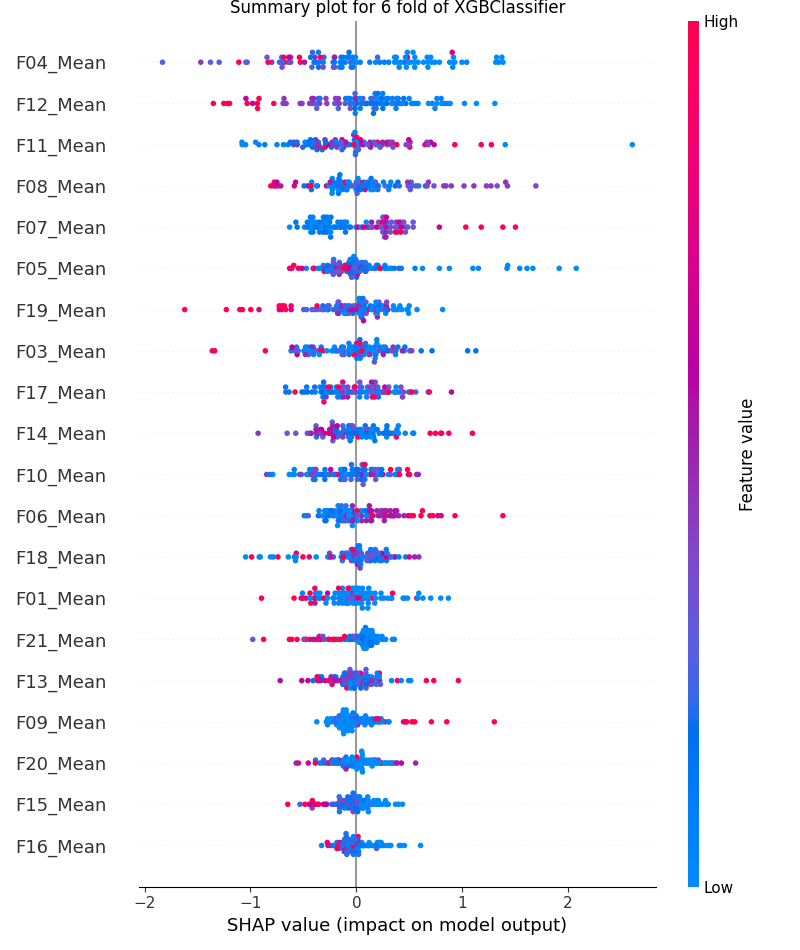 Summary plot for 6 fold of XGBClassifier
High
F04_Mean
F12_Mean
F11_Mean
F08_Mean
F07_Mean
F05_Mean
F19_Mean
F03_Mean
F17_Mean
F14_Mean
F10_Mean
F06_Mean
F18_Mean
F01_Mean
F21_Mean
F13_Mean
F09_Mean
F20_Mean
F15_Mean
F16_Mean
Feature value
Low
−2 −1 0 1 2
SHAP value (impact on model output)